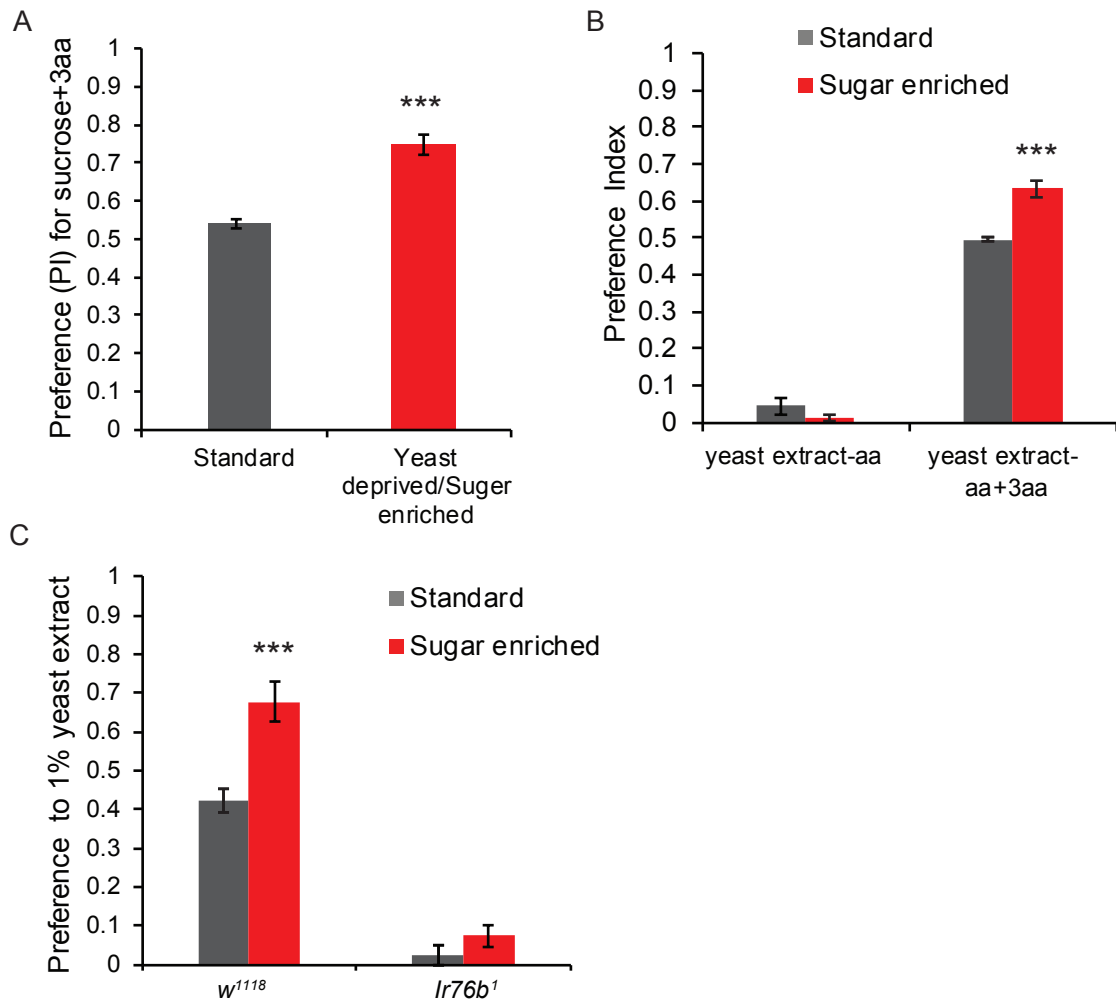 A
Preference (PI) for sucrose+3aa
1
0.9
0.8
0.7
0.6
0.5
0.4
0.3
0.2
0.1
0
***
Standard
Yeast
deprived/Suger
enriched
B
Standard
Sugar enriched
Preference Index
1
0.9
0.8
0.7
0.6
0.5
0.4
0.3
0.2
0.1
0
***
yeast extract-aa
yeast extract-
aa+3aa
C
Preference to 1% yeast extract
1
0.9
0.8
0.7
0.6
0.5
0.4
0.3
0.2
0.1
0
Standard
Sugar enriched
***
w¹¹¹⁸
Ir76b¹